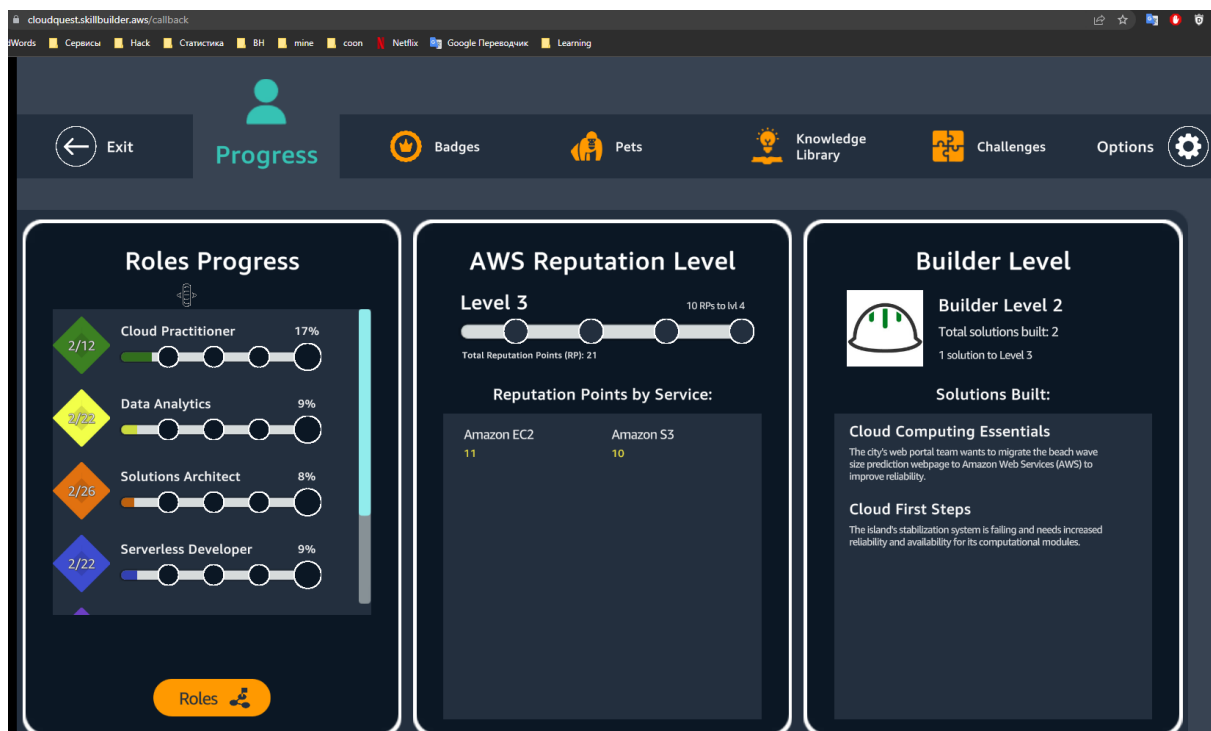 cloudquest.skillbuilder.aws/callback
dWords Сервисы Hack Статистика BH mine coon Netflix Google Переводчик Learning
Exit
Progress
Badges
Pets
Knowledge
Library
Challenges
Options
Roles Progress
2/12 Cloud Practitioner 17%
2/22 Data Analytics 9%
2/26 Solutions Architect 8%
2/22 Serverless Developer 9%
Roles
AWS Reputation Level
Level 3 10 RPs to lvl 4
Total Reputation Points (RP): 21
Reputation Points by Service:
Amazon EC2 Amazon S3
11 10
Builder Level
Builder Level 2
Total solutions built: 2
1 solution to Level 3
Solutions Built:
Cloud Computing Essentials
The city's web portal team wants to migrate the beach wave
size prediction webpage to Amazon Web Services (AWS) to
improve reliability.
Cloud First Steps
The island's stabilization system is failing and needs increased
reliability and availability for its computational modules.